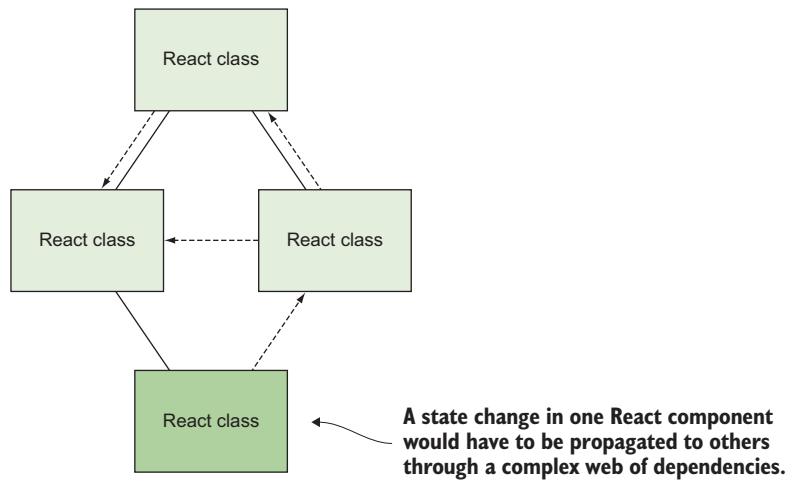 React class
React class
React class
React class
A state change in one React component
would have to be propagated to others
through a complex web of dependencies.